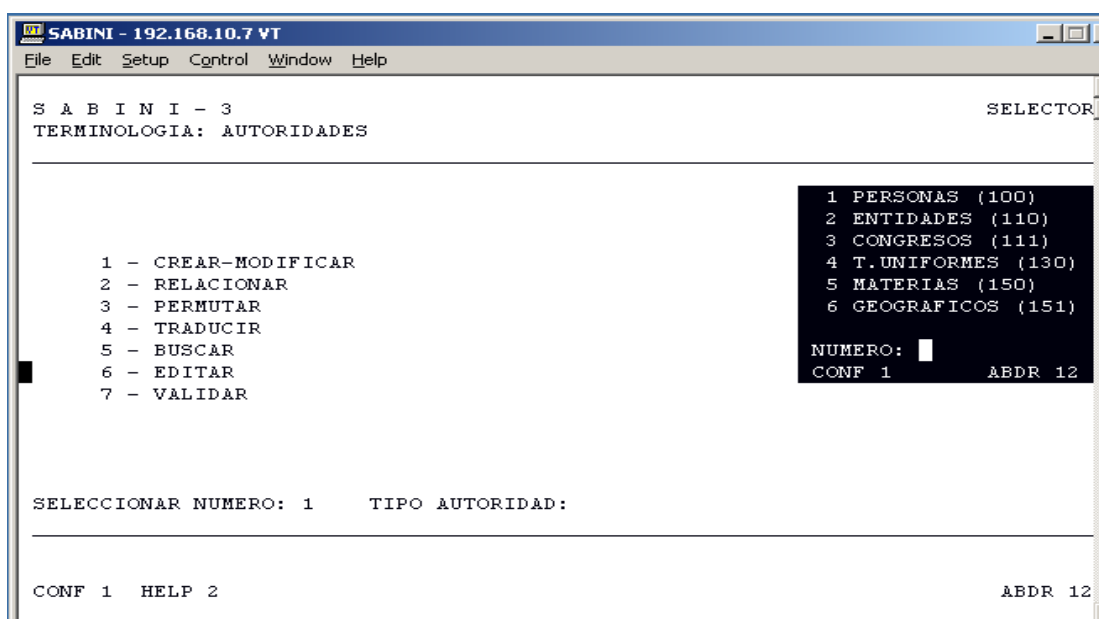 SABINI - 192.168.10.7 VT
File Edit Setup Control Window Help
S A B I N I - 3 SELECTOR
TERMINOLOGIA: AUTORIDADES
1 PERSONAS (100)
2 ENTIDADES (110)
3 CONGRESOS (111)
4 T.UNIFORMES (130)
5 MATERIAS (150)
6 GEOGRAFICOS (151)
NUMERO:
CONF 1 ABDR 12
1 - CREAR-MODIFICAR
2 - RELACIONAR
3 - PERMUTAR
4 - TRADUCIR
5 - BUSCAR
6 - EDITAR
7 - VALIDAR
SELECCIONAR NUMERO: 1 TIPO AUTORIDAD:
CONF 1 HELP 2 ABDR 12